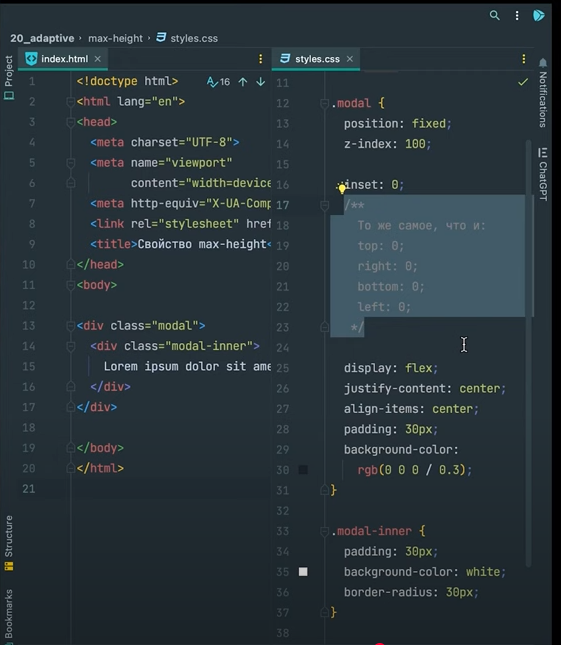 20_adaptive › max-height › styles.css
Project
index.html ×
styles.css ×
Notifications
ChatGPT
Structure
Bookmarks
16
1 <!doctype html>
2 <html lang="en">
3 <head>
4 <meta charset="UTF-8">
5 <meta name="viewport"
6 content="width=device
7 <meta http-equiv="X-UA-Comp
8 <link rel="stylesheet" href
9 <title>Свойство max-height<
10 </head>
11 <body>
12
13 <div class="modal">
14 <div class="modal-inner">
15 Lorem ipsum dolor sit ame
16 </div>
17 </div>
18
19 </body>
20 </html>
21
11
12 .modal {
13 position: fixed;
14 z-index: 100;
15
16 inset: 0;
17 /**
18 То же самое, что и:
19 top: 0;
20 right: 0;
21 bottom: 0;
22 left: 0;
23 */
24
25 display: flex;
26 justify-content: center;
27 align-items: center;
28 padding: 30px;
29 background-color:
30 rgb(0 0 0 / 0.3);
31 }
32
33 .modal-inner {
34 padding: 30px;
35 background-color: white;
36 border-radius: 30px;
37 }
38